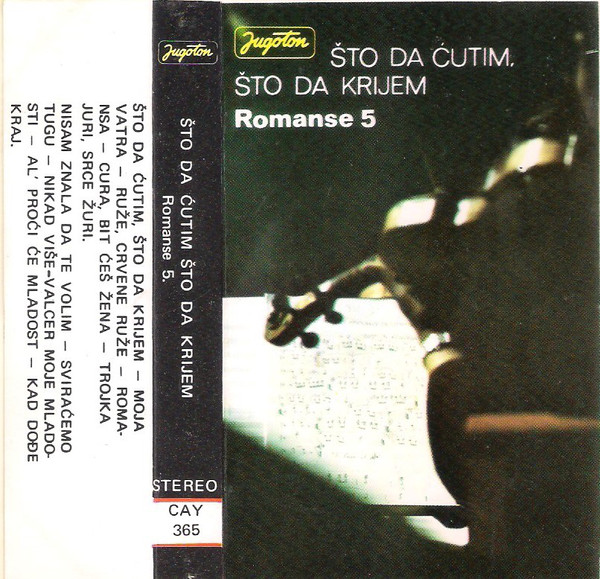 Jugoton
ŠTO DA ĆUTIM,
ŠTO DA KRIJEM
Romanse 5
Jugoton
ŠTO DA ĆUTIM ŠTO DA KRIJEM
Romanse 5.
STEREO
CAY
365
ŠTO DA ĆUTIM, ŠTO DA KRIJEM – MOJA
VATRA – RUŽE, CRVENE RUŽE – ROMA-
NSA – CURA, BIT ĆEŠ ŽENA – TROJKA
JURI, SRCE ŽURI.
NISAM ZNALA DA TE VOLIM – SVIRAĆEMO
TUGU – NIKAD VIŠE–VALCER MOJE MLADO-
STI – AL' PROĆI ĆE MLADOST – KAD DOĐE
KRAJ.